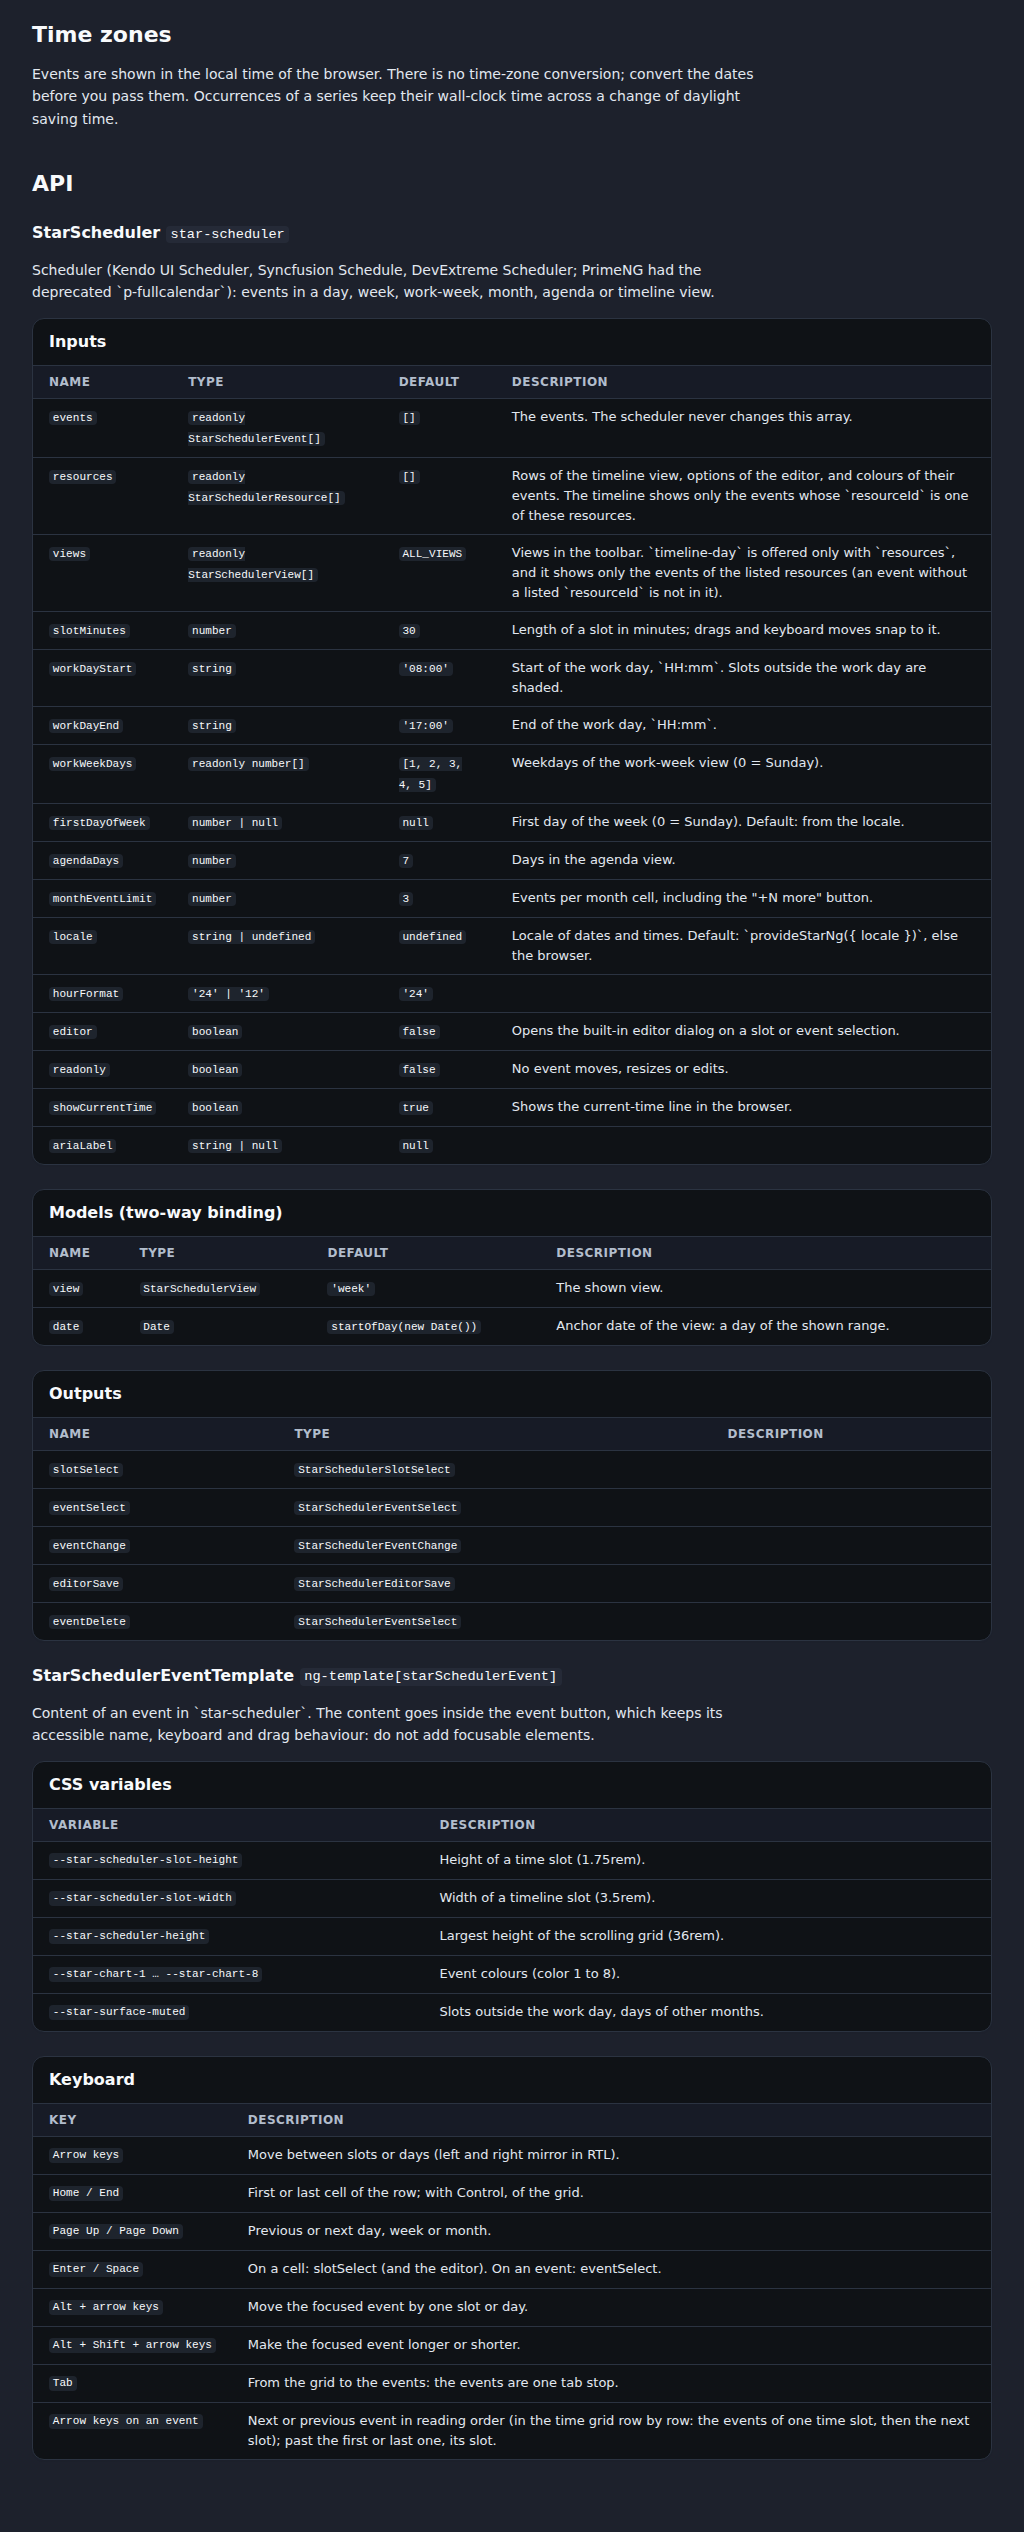 Time zones
Events are shown in the local time of the browser. There is no time-zone conversion; convert the dates
before you pass them. Occurrences of a series keep their wall-clock time across a change of daylight
saving time.
API
StarScheduler star-scheduler
Scheduler (Kendo UI Scheduler, Syncfusion Schedule, DevExtreme Scheduler; PrimeNG had the
deprecated `p-fullcalendar`): events in a day, week, work-week, month, agenda or timeline view.
Inputs
NAME TYPE DEFAULT DESCRIPTION
events readonly [] The events. The scheduler never changes this array.
StarSchedulerEvent[]
resources readonly [] Rows of the timeline view, options of the editor, and colours of their
StarSchedulerResource[] events. The timeline shows only the events whose `resourceId` is one
of these resources.
views readonly ALL_VIEWS Views in the toolbar. `timeline-day` is offered only with `resources`,
StarSchedulerView[] and it shows only the events of the listed resources (an event without
a listed `resourceId` is not in it).
slotMinutes number 30 Length of a slot in minutes; drags and keyboard moves snap to it.
workDayStart string '08:00' Start of the work day, `HH:mm`. Slots outside the work day are
shaded.
workDayEnd string '17:00' End of the work day, `HH:mm`.
workWeekDays readonly number[] [1, 2, 3, Weekdays of the work-week view (0 = Sunday).
4, 5]
firstDayOfWeek number | null null First day of the week (0 = Sunday). Default: from the locale.
agendaDays number 7 Days in the agenda view.
monthEventLimit number 3 Events per month cell, including the "+N more" button.
locale string | undefined undefined Locale of dates and times. Default: `provideStarNg({ locale })`, else
the browser.
hourFormat '24' | '12' '24'
editor boolean false Opens the built-in editor dialog on a slot or event selection.
readonly boolean false No event moves, resizes or edits.
showCurrentTime boolean true Shows the current-time line in the browser.
ariaLabel string | null null
Models (two-way binding)
NAME TYPE DEFAULT DESCRIPTION
view StarSchedulerView 'week' The shown view.
date Date startOfDay(new Date()) Anchor date of the view: a day of the shown range.
Outputs
NAME TYPE DESCRIPTION
slotSelect StarSchedulerSlotSelect
eventSelect StarSchedulerEventSelect
eventChange StarSchedulerEventChange
editorSave StarSchedulerEditorSave
eventDelete StarSchedulerEventSelect
StarSchedulerEventTemplate ng-template[starSchedulerEvent]
Content of an event in `star-scheduler`. The content goes inside the event button, which keeps its
accessible name, keyboard and drag behaviour: do not add focusable elements.
CSS variables
VARIABLE DESCRIPTION
--star-scheduler-slot-height Height of a time slot (1.75rem).
--star-scheduler-slot-width Width of a timeline slot (3.5rem).
--star-scheduler-height Largest height of the scrolling grid (36rem).
--star-chart-1 … --star-chart-8 Event colours (color 1 to 8).
--star-surface-muted Slots outside the work day, days of other months.
Keyboard
KEY DESCRIPTION
Arrow keys Move between slots or days (left and right mirror in RTL).
Home / End First or last cell of the row; with Control, of the grid.
Page Up / Page Down Previous or next day, week or month.
Enter / Space On a cell: slotSelect (and the editor). On an event: eventSelect.
Alt + arrow keys Move the focused event by one slot or day.
Alt + Shift + arrow keys Make the focused event longer or shorter.
Tab From the grid to the events: the events are one tab stop.
Arrow keys on an event Next or previous event in reading order (in the time grid row by row: the events of one time slot, then the next
slot); past the first or last one, its slot.